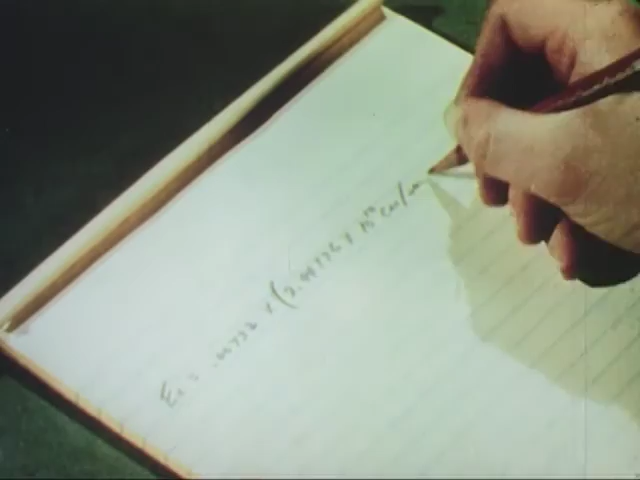 E = .00732 x (2.99776 x 10¹⁰ cm/